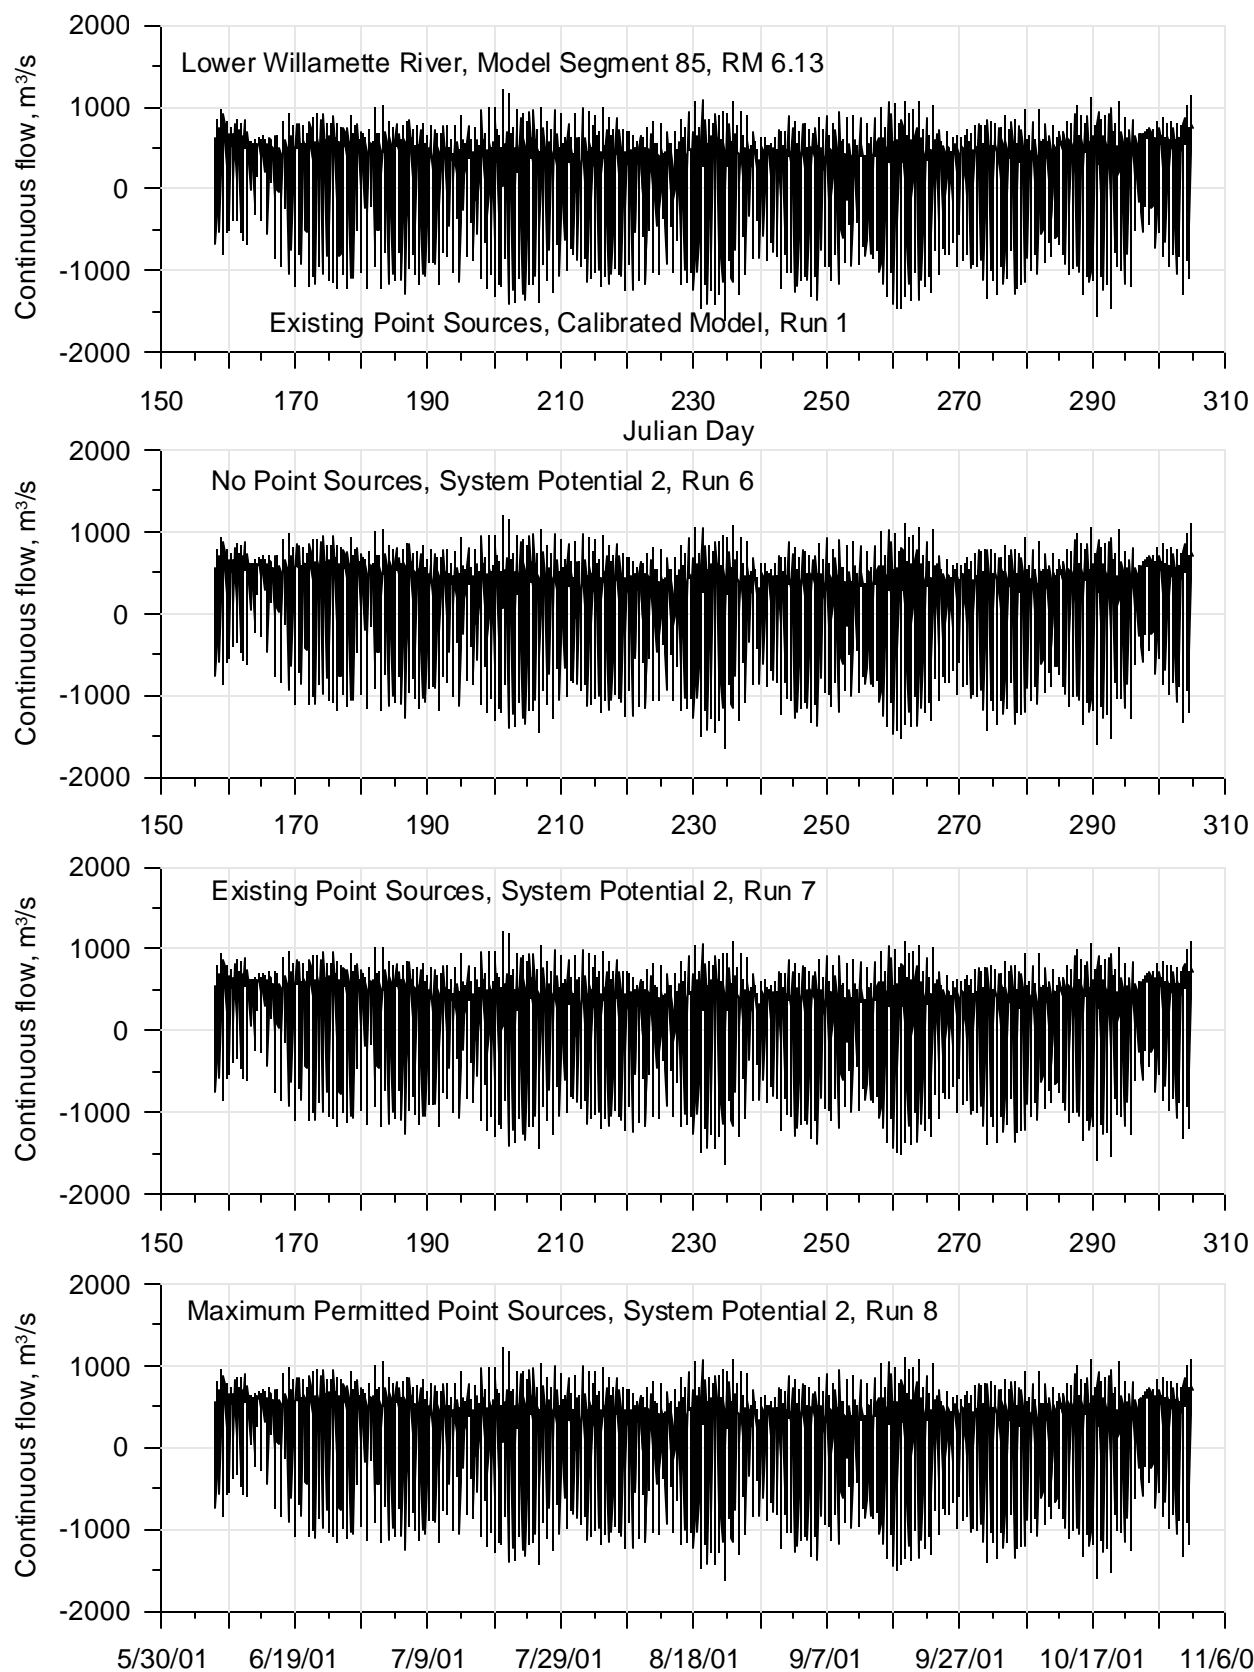 2000
Lower Willamette River, Model Segment 85, RM 6.13
1000
0
-1000
Existing Point Sources, Calibrated Model, Run 1
-2000
Continuous flow, m³/s
150 170 190 210 230 250 270 290 310
Julian Day
2000
No Point Sources, System Potential 2, Run 6
1000
0
-1000
-2000
Continuous flow, m³/s
150 170 190 210 230 250 270 290 310
2000
Existing Point Sources, System Potential 2, Run 7
1000
0
-1000
-2000
Continuous flow, m³/s
150 170 190 210 230 250 270 290 310
2000
Maximum Permitted Point Sources, System Potential 2, Run 8
1000
0
-1000
-2000
Continuous flow, m³/s
5/30/01 6/19/01 7/9/01 7/29/01 8/18/01 9/7/01 9/27/01 10/17/01 11/6/0